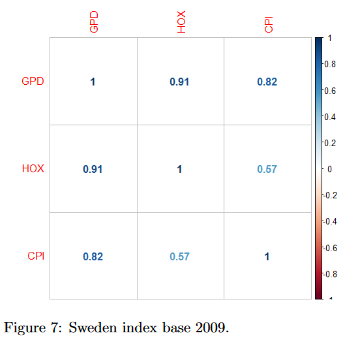 GPD HOX CPI
GPD 1 0.91 0.82
HOX 0.91 1 0.57
CPI 0.82 0.57 1
1
0.8
0.6
0.4
0.2
0
-0.2
-0.4
-0.6
-0.8
-1
Figure 7: Sweden index base 2009.